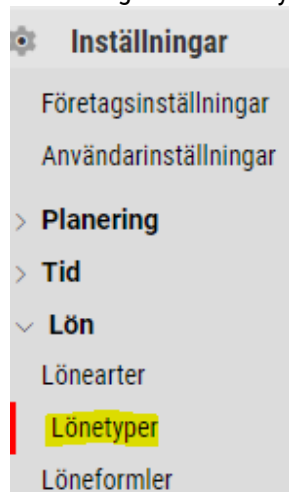 Inställningar
Företagsinställningar
Användarinställningar
Planering
Tid
Lön
Lönearter
Lönetyper
Löneformler